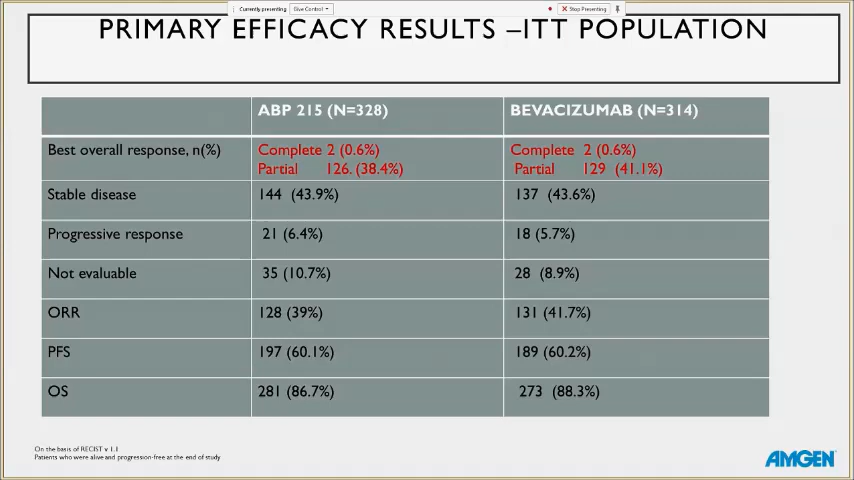 Currently presenting Give Control Stop Presenting
PRIMARY EFFICACY RESULTS –ITT POPULATION
ABP 215 (N=328) BEVACIZUMAB (N=314)
Best overall response, n(%) Complete 2 (0.6%) Complete 2 (0.6%)
Partial 126. (38.4%) Partial 129 (41.1%)
Stable disease 144 (43.9%) 137 (43.6%)
Progressive response 21 (6.4%) 18 (5.7%)
Not evaluable 35 (10.7%) 28 (8.9%)
ORR 128 (39%) 131 (41.7%)
PFS 197 (60.1%) 189 (60.2%)
OS 281 (86.7%) 273 (88.3%)
On the basis of RECIST v 1.1
Patients who were alive and progression-free at the end of study
AMGEN